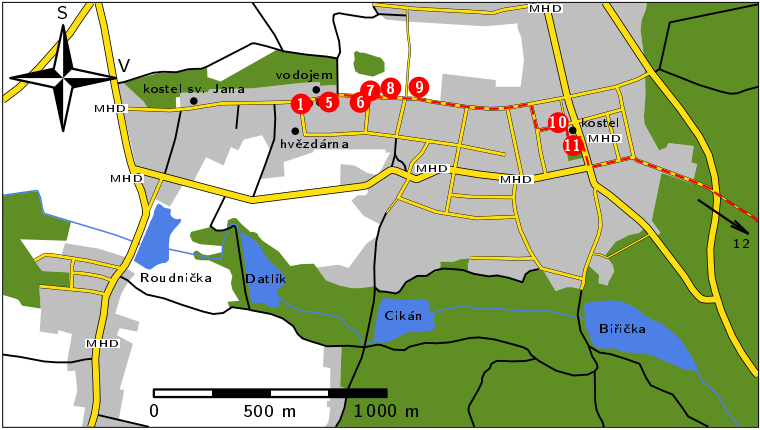 S
MHD
V
vodojem
kostel sv. Jana
7
8
9
MHD
1
5
6
10
kostel
MHD
hvězdárna
11
MHD
MHD
MHD
12
Roudnička
Datlík
Cikán
Biřička
MHD
0
500 m
1000 m